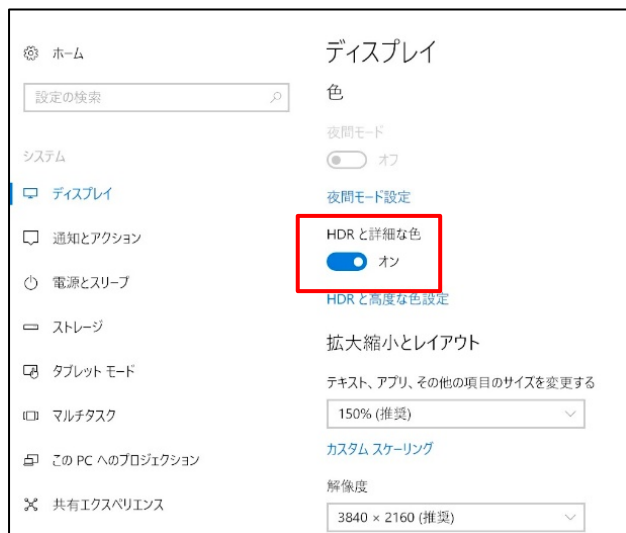 ホーム
設定の検索
システム
ディスプレイ
通知とアクション
電源とスリープ
ストレージ
タブレット モード
マルチタスク
この PC へのプロジェクション
共有エクスペリエンス
ディスプレイ
色
夜間モード
オフ
夜間モード設定
HDR と詳細な色
オン
HDR と高度な色設定
拡大縮小とレイアウト
テキスト、アプリ、その他の項目のサイズを変更する
150% (推奨)
カスタム スケーリング
解像度
3840 × 2160 (推奨)